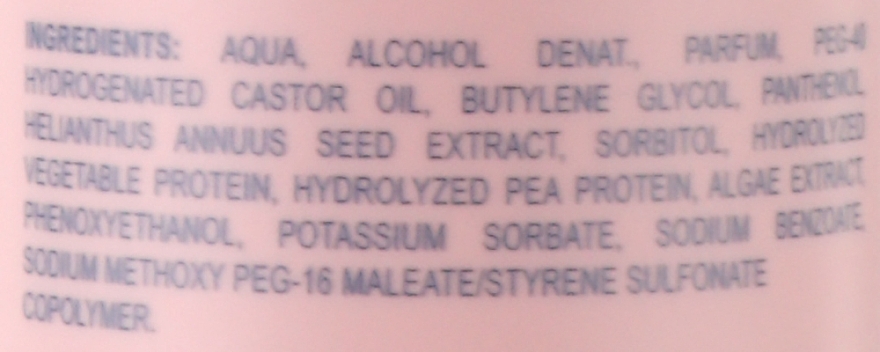 INGREDIENTS: AQUA, ALCOHOL DENAT., PARFUM, PEG-40
HYDROGENATED CASTOR OIL, BUTYLENE GLYCOL, PANTHENOL,
HELIANTHUS ANNUUS SEED EXTRACT, SORBITOL, HYDROLYZED
VEGETABLE PROTEIN, HYDROLYZED PEA PROTEIN, ALGAE EXTRACT,
PHENOXYETHANOL, POTASSIUM SORBATE, SODIUM BENZOATE,
SODIUM METHOXY PEG-16 MALEATE/STYRENE SULFONATE
COPOLYMER.